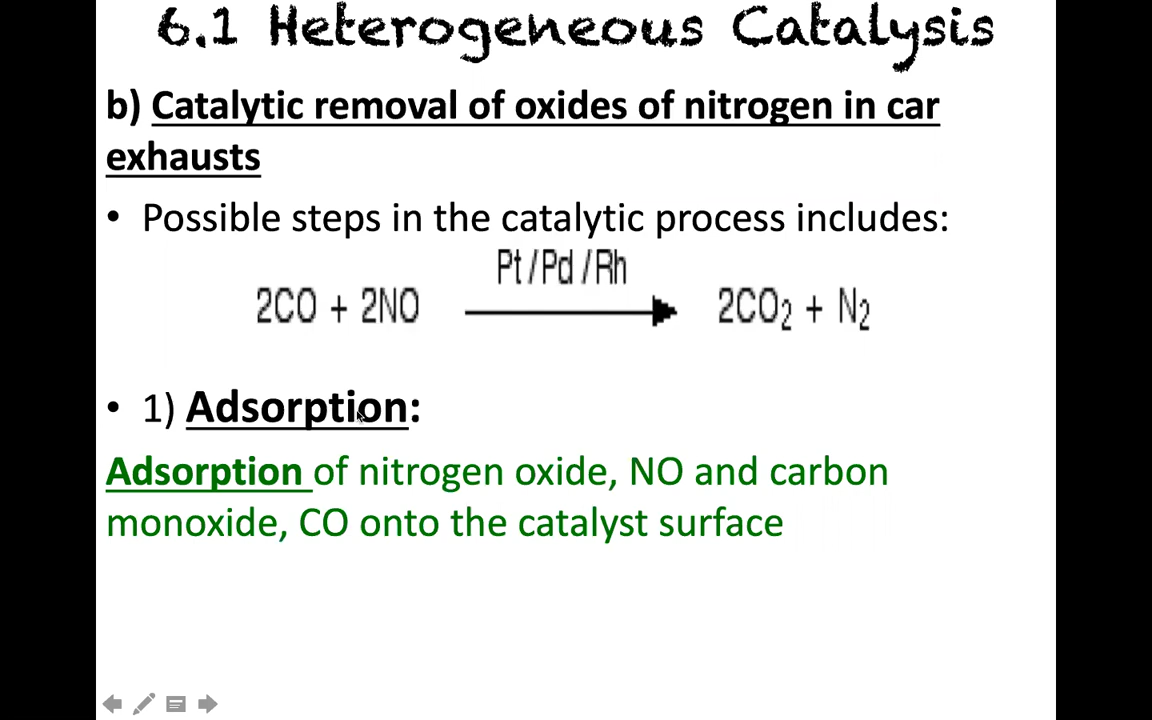 6.1 Heterogeneous Catalysis
b) Catalytic removal of oxides of nitrogen in car
exhausts
• Possible steps in the catalytic process includes:
Pt/Pd/Rh
2CO + 2NO → 2CO₂ + N₂
• 1) Adsorption:
Adsorption of nitrogen oxide, NO and carbon
monoxide, CO onto the catalyst surface